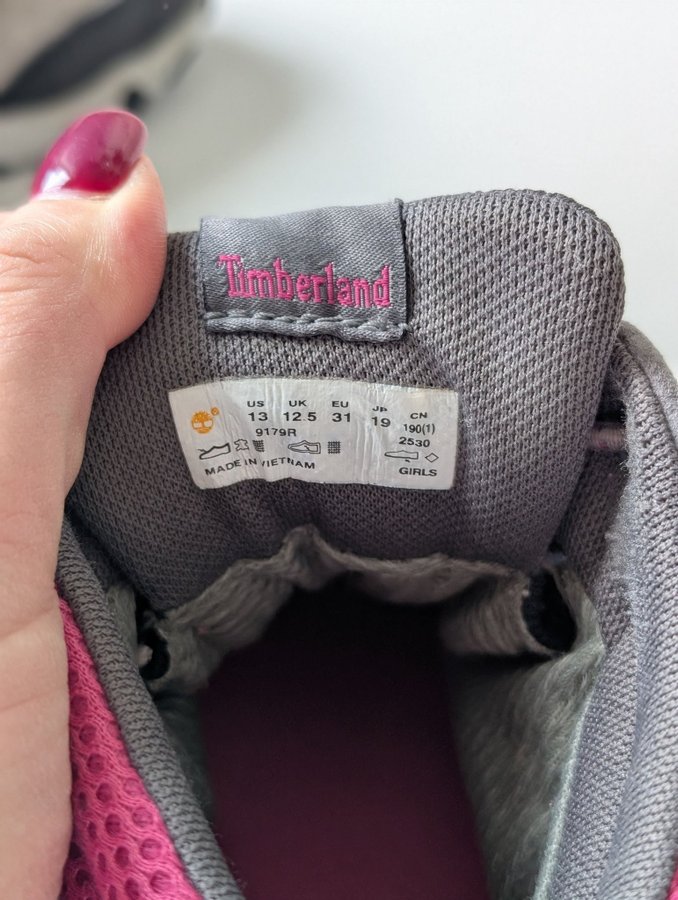 Timberland
US UK EU JP CN
13 12.5 31 19 190(1)
9179R 2530
MADE IN VIETNAM GIRLS